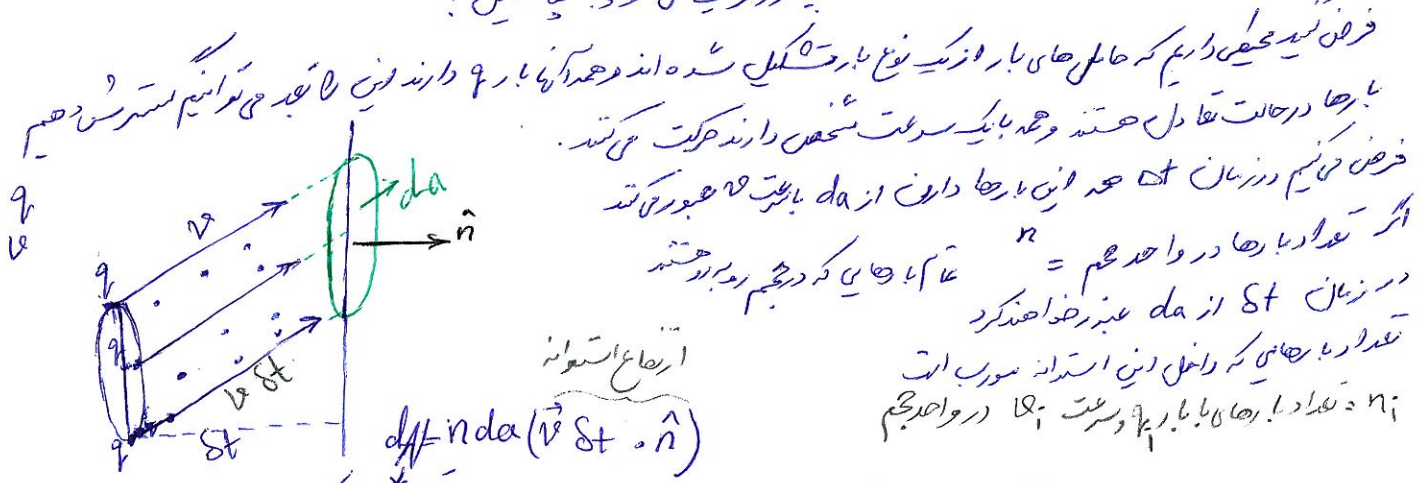 فرض کنید محیطی داریم که حامل های بار از یک نوع بار تشکیل شده اند و همه آنها بار q دارند این را بعد می توانیم گسترش دهیم
بارها در حالت تعادل هستند و همه با یک سرعت مشخص دارند حرکت می کنند.
فرض می کنیم در زمان δt همه این بارها دارن از da با سرعت v عبور می کنند
اگر تعداد بارها در واحد حجم = n تمام بارهایی که در حجم روبرو هستند
در زمان δt از da عبور خواهند کرد
تعداد بارهایی که داخل این استوانه مورب است
nᵢ = تعداد بارهای با بار qᵢ و سرعت vᵢ در واحد حجم
q
v
da
n̂
v
q
q
q
v δt
δt
ارتفاع استوانه
dN = n da (v⃗ δt . n̂)